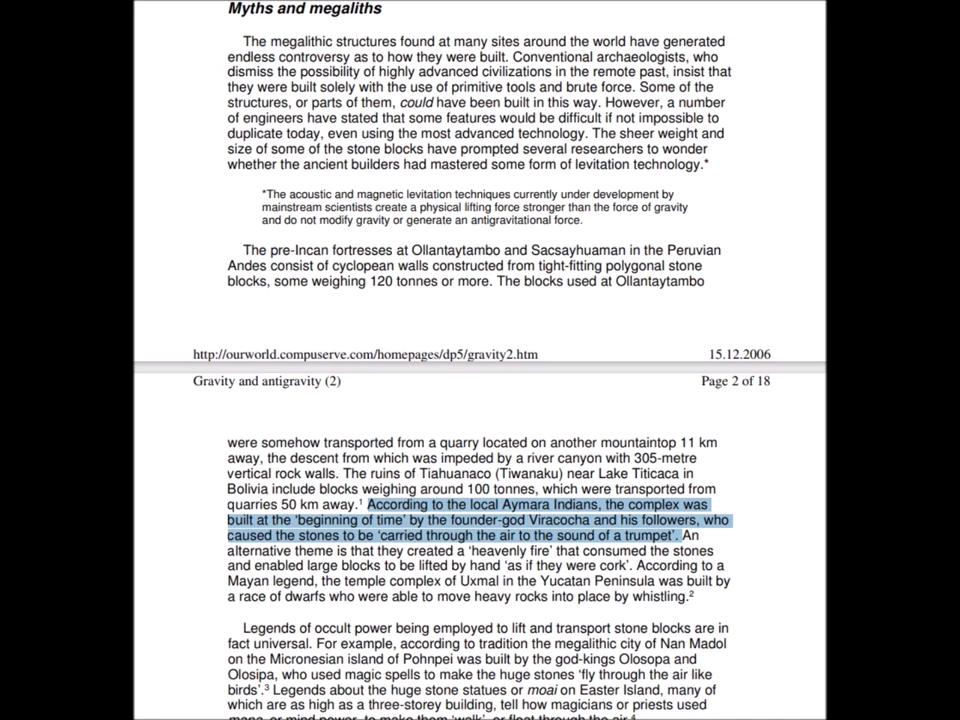 Myths and megaliths
The megalithic structures found at many sites around the world have generated
endless controversy as to how they were built. Conventional archaeologists, who
dismiss the possibility of highly advanced civilizations in the remote past, insist that
they were built solely with the use of primitive tools and brute force. Some of the
structures, or parts of them, could have been built in this way. However, a number
of engineers have stated that some features would be difficult if not impossible to
duplicate today, even using the most advanced technology. The sheer weight and
size of some of the stone blocks have prompted several researchers to wonder
whether the ancient builders had mastered some form of levitation technology.*
*The acoustic and magnetic levitation techniques currently under development by
mainstream scientists create a physical lifting force stronger than the force of gravity
and do not modify gravity or generate an antigravitational force.
The pre-Incan fortresses at Ollantaytambo and Sacsayhuaman in the Peruvian
Andes consist of cyclopean walls constructed from tight-fitting polygonal stone
blocks, some weighing 120 tonnes or more. The blocks used at Ollantaytambo
http://ourworld.compuserve.com/homepages/dp5/gravity2.htm 15.12.2006
Gravity and antigravity (2) Page 2 of 18
were somehow transported from a quarry located on another mountaintop 11 km
away, the descent from which was impeded by a river canyon with 305-metre
vertical rock walls. The ruins of Tiahuanaco (Tiwanaku) near Lake Titicaca in
Bolivia include blocks weighing around 100 tonnes, which were transported from
quarries 50 km away.¹ According to the local Aymara Indians, the complex was
built at the ‘beginning of time’ by the founder-god Viracocha and his followers, who
caused the stones to be ‘carried through the air to the sound of a trumpet’. An
alternative theme is that they created a ‘heavenly fire’ that consumed the stones
and enabled large blocks to be lifted by hand ‘as if they were cork’. According to a
Mayan legend, the temple complex of Uxmal in the Yucatan Peninsula was built by
a race of dwarfs who were able to move heavy rocks into place by whistling.²
Legends of occult power being employed to lift and transport stone blocks are in
fact universal. For example, according to tradition the megalithic city of Nan Madol
on the Micronesian island of Pohnpei was built by the god-kings Olosopa and
Olosipa, who used magic spells to make the huge stones ‘fly through the air like
birds’.³ Legends about the huge stone statues or moai on Easter Island, many of
which are as high as a three-storey building, tell how magicians or priests used
mana, or mind power, to make them ‘walk’, or float through the air.⁴